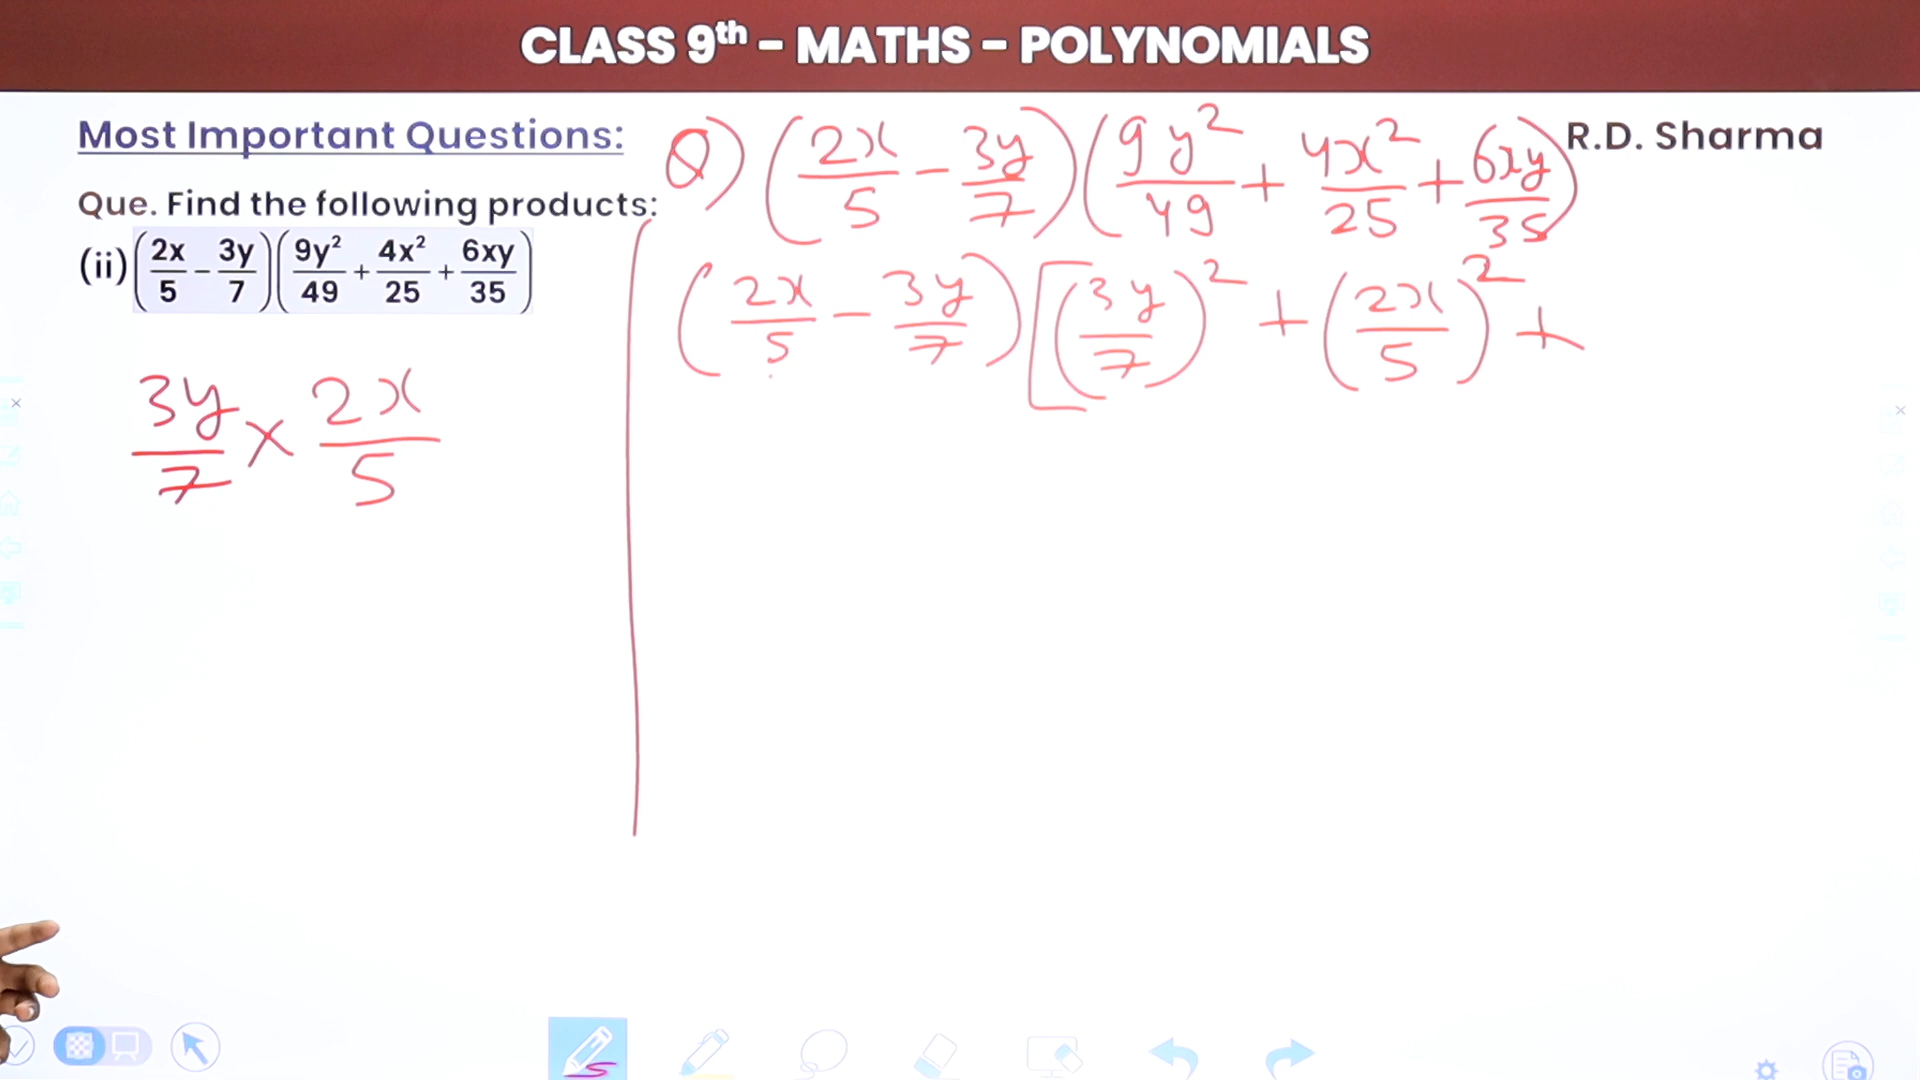 CLASS 9th – MATHS – POLYNOMIALS
Most Important Questions:
R.D. Sharma
Que. Find the following products:
(ii) (2x/5 - 3y/7)(9y²/49 + 4x²/25 + 6xy/35)
3y/7 × 2x/5
Q) (2x/5 - 3y/7)(9y²/49 + 4x²/25 + 6xy/35)
(2x/5 - 3y/7)[(3y/7)² + (2x/5)² +